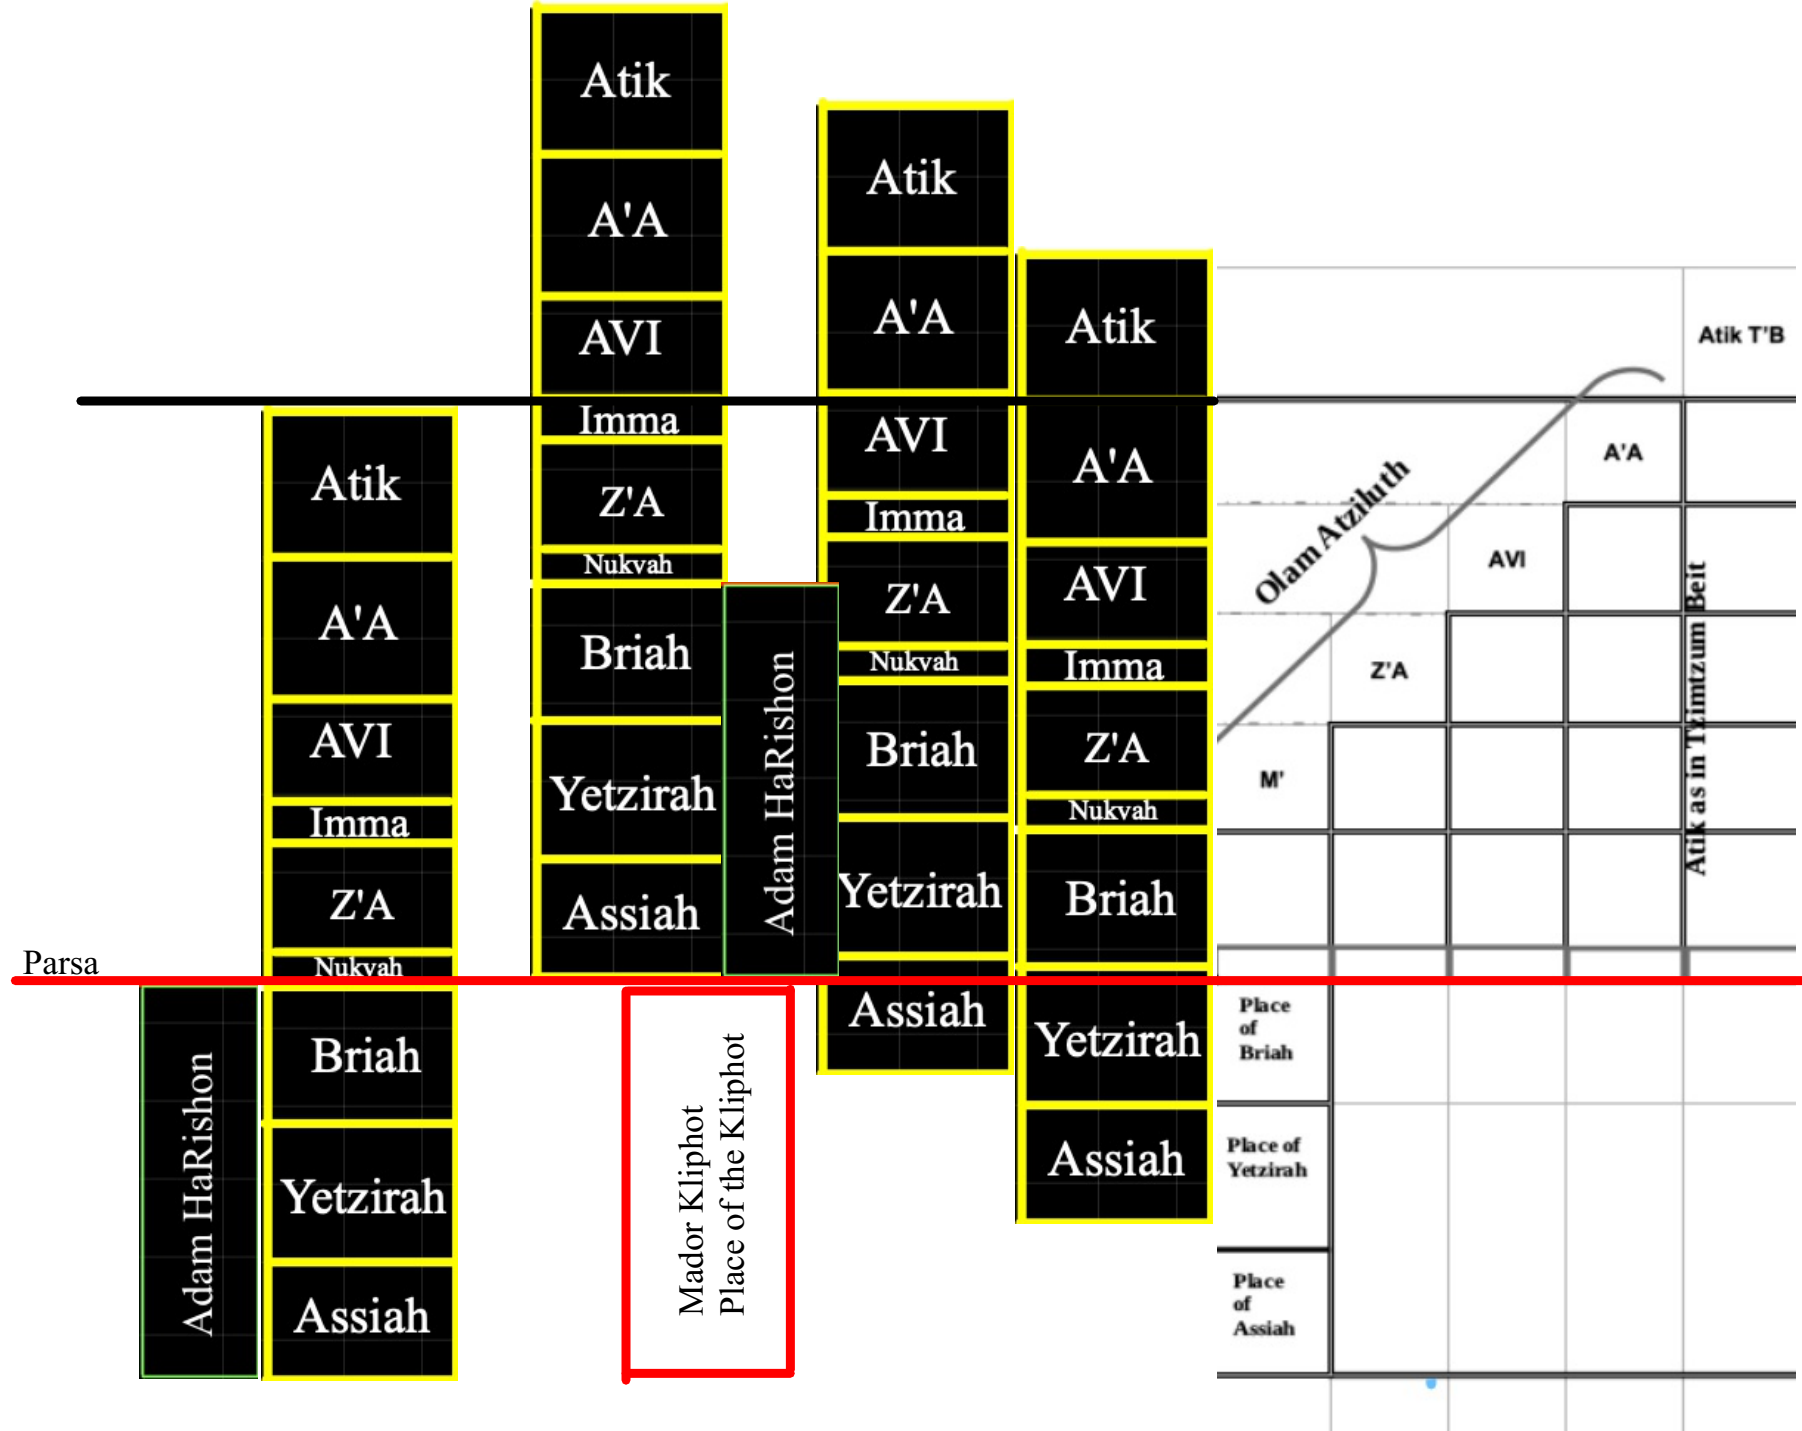 Parsa
Adam HaRishon
Atik
A'A
AVI
Imma
Z'A
Nukvah
Briah
Yetzirah
Assiah
Atik
A'A
AVI
Imma
Z'A
Nukvah
Briah
Yetzirah
Assiah
Adam HaRishon
Mador Kliphot
Place of the Kliphot
Atik
A'A
AVI
Imma
Z'A
Nukvah
Briah
Yetzirah
Assiah
Atik
A'A
AVI
Imma
Z'A
Nukvah
Briah
Yetzirah
Assiah
Olam Atziluth
Atik T'B
A'A
AVI
Z'A
M'
Atik as in Tzimtzum Beit
Place
of
Briah
Place of
Yetzirah
Place
of
Assiah